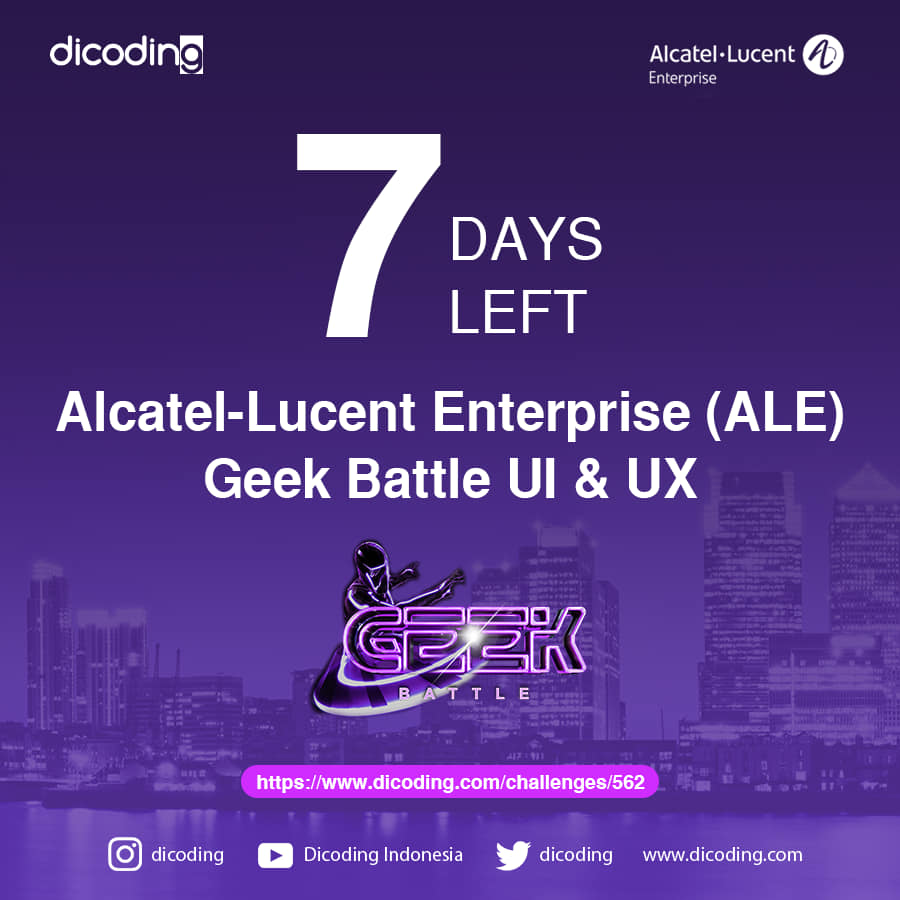 dicoding
Alcatel·Lucent
Enterprise
7
DAYS
LEFT
Alcatel-Lucent Enterprise (ALE)
Geek Battle UI & UX
GEEK
BATTLE
https://www.dicoding.com/challenges/562
dicoding Dicoding Indonesia dicoding www.dicoding.com